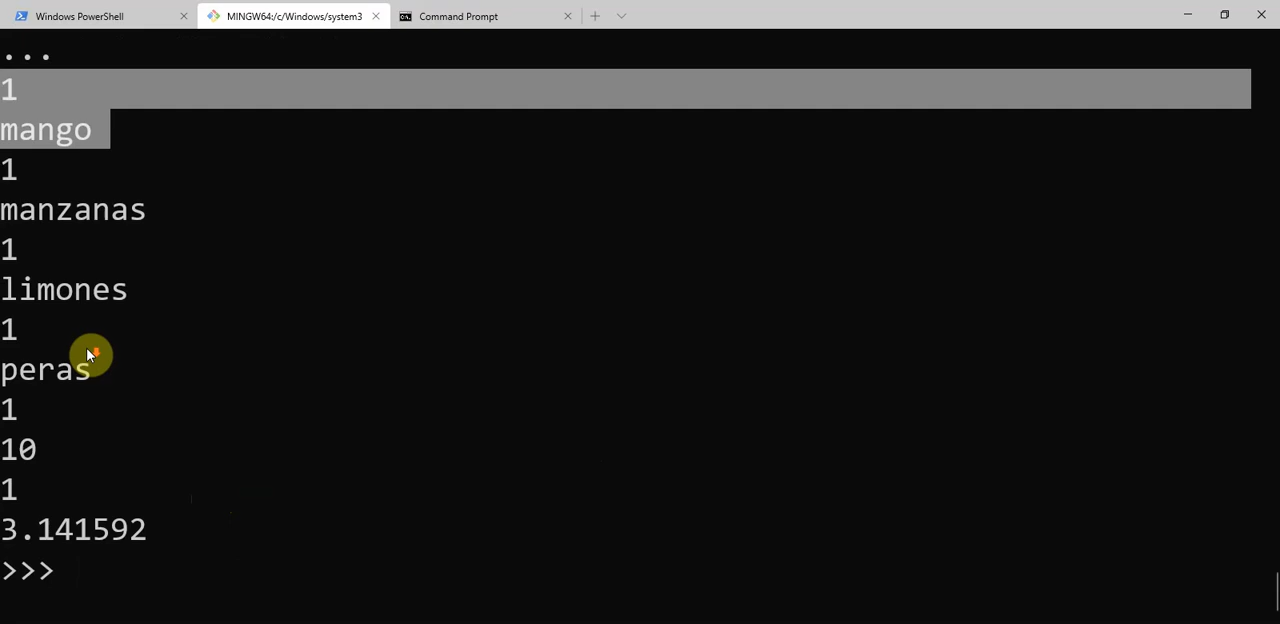 Windows PowerShell
MINGW64:/c/Windows/system3
Command Prompt
...
1
mango
1
manzanas
1
limones
1
peras
1
10
1
3.141592
>>>